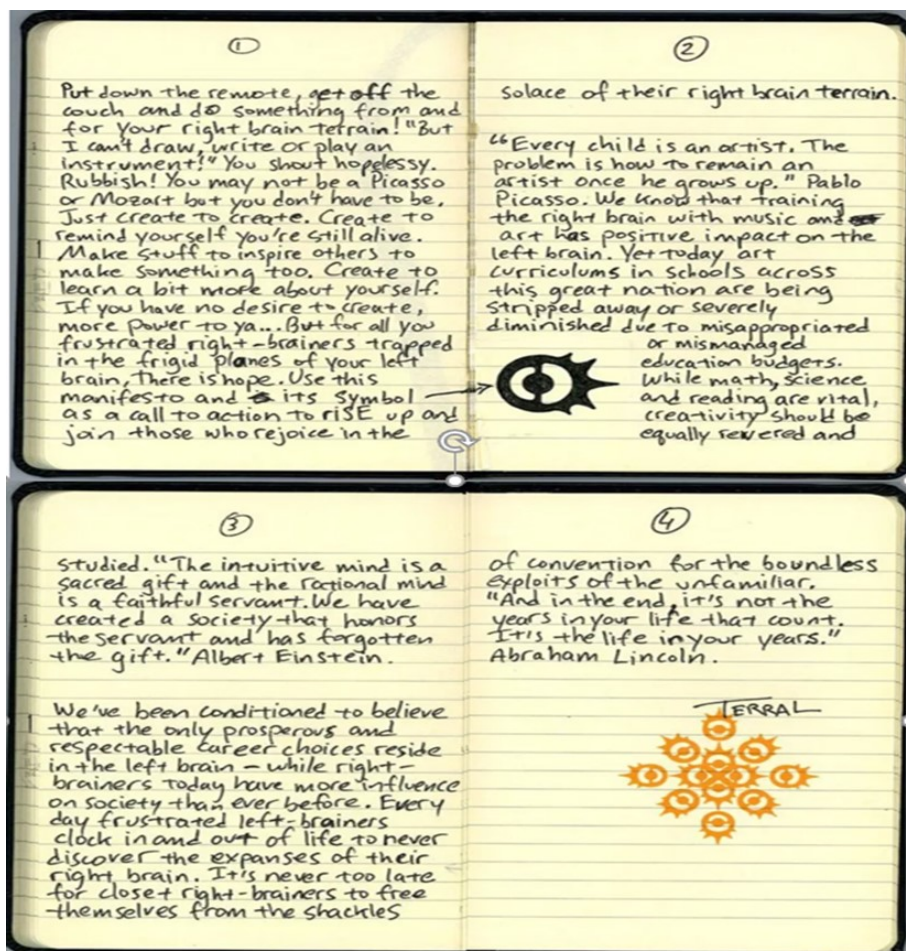 1
Put down the remote, get off the
couch and do something from and
for your right brain terrain! "But
I can't draw, write or play an
instrument!" You shout hopelessy.
Rubbish! You may not be a Picasso
or Mozart but you don't have to be.
Just create to create. Create to
remind yourself you're still alive.
Make stuff to inspire others to
make something too. Create to
learn a bit more about yourself.
If you have no desire to create,
more power to ya... But for all you
frustrated right-brainers trapped
in the frigid planes of your left
brain, there is hope. Use this
manifesto and its symbol
as a call to action to riSE up and
join those who rejoice in the
2
solace of their right brain terrain.
"Every child is an artist. The
problem is how to remain an
artist once he grows up." Pablo
Picasso. We know that training
the right brain with music and
art has positive impact on the
left brain. Yet today art
curriculums in schools across
this great nation are being
stripped away or severely
diminished due to misappropriated
or mismanaged
education budgets.
While math, science
and reading are vital,
creativity should be
equally revered and
3
studied. "The intuitive mind is a
sacred gift and the rational mind
is a faithful servant. We have
created a society that honors
the servant and has forgotten
the gift." Albert Einstein.
We've been conditioned to believe
that the only prosperous and
respectable career choices reside
in the left brain - while right-
brainers today have more influence
on society than ever before. Every
day frustrated left-brainers
clock in and out of life to never
discover the expanses of their
right brain. It's never too late
for closet right-brainers to free
themselves from the shackles
4
of convention for the boundless
exploits of the unfamiliar.
"And in the end, it's not the
years in your life that count.
It's the life in your years."
Abraham Lincoln.
TERRAL